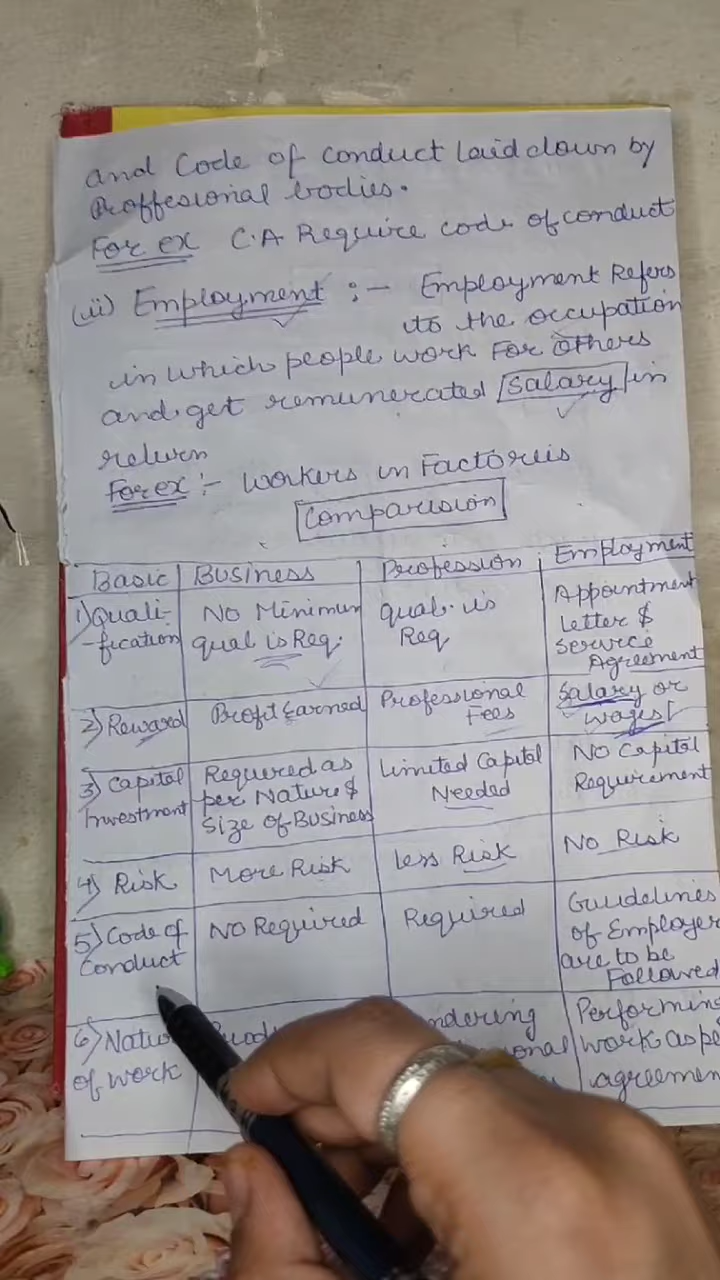 and Code of conduct laid down by
Proffesional bodies.
For ex C.A Require code of conduct
(iii) Employment :- Employment Refers
to the occupation
in which people work For others
and get remunerated Salary in
return
For ex :- workers in Factoreis
Comparision
Basic Business Profession Employment
1) Quali-
-fication
No Minimum
qual is Req.
qual. is
Req
Appointment
letter &
Service
Agreement
2) Reward
Profit Earned
Professional
Fees
Salary or
wages
3) Capital
Investment
Required as
per Nature &
Size of Business
Limited Capital
Needed
No Capital
Requirement
4) Risk
More Risk
less Risk
No Risk
5) Code of
Conduct
No Required
Required
Guidelines
of Employer
are to be
Followed
6)
of work
Performing
work as